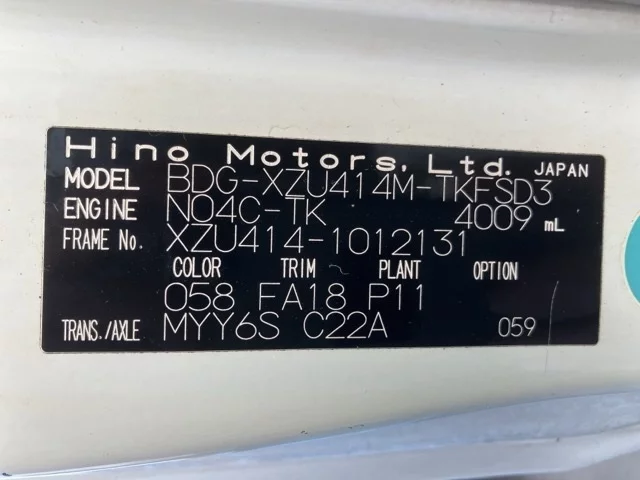 Hino Motors, Ltd. JAPAN
MODEL BDG-XZU414M-TKFSD3
ENGINE N04C-TK 4009 mL
FRAME No. XZU414-1012131
COLOR TRIM PLANT OPTION
058 FA18 P11
TRANS./AXLE MYY6S C22A 059